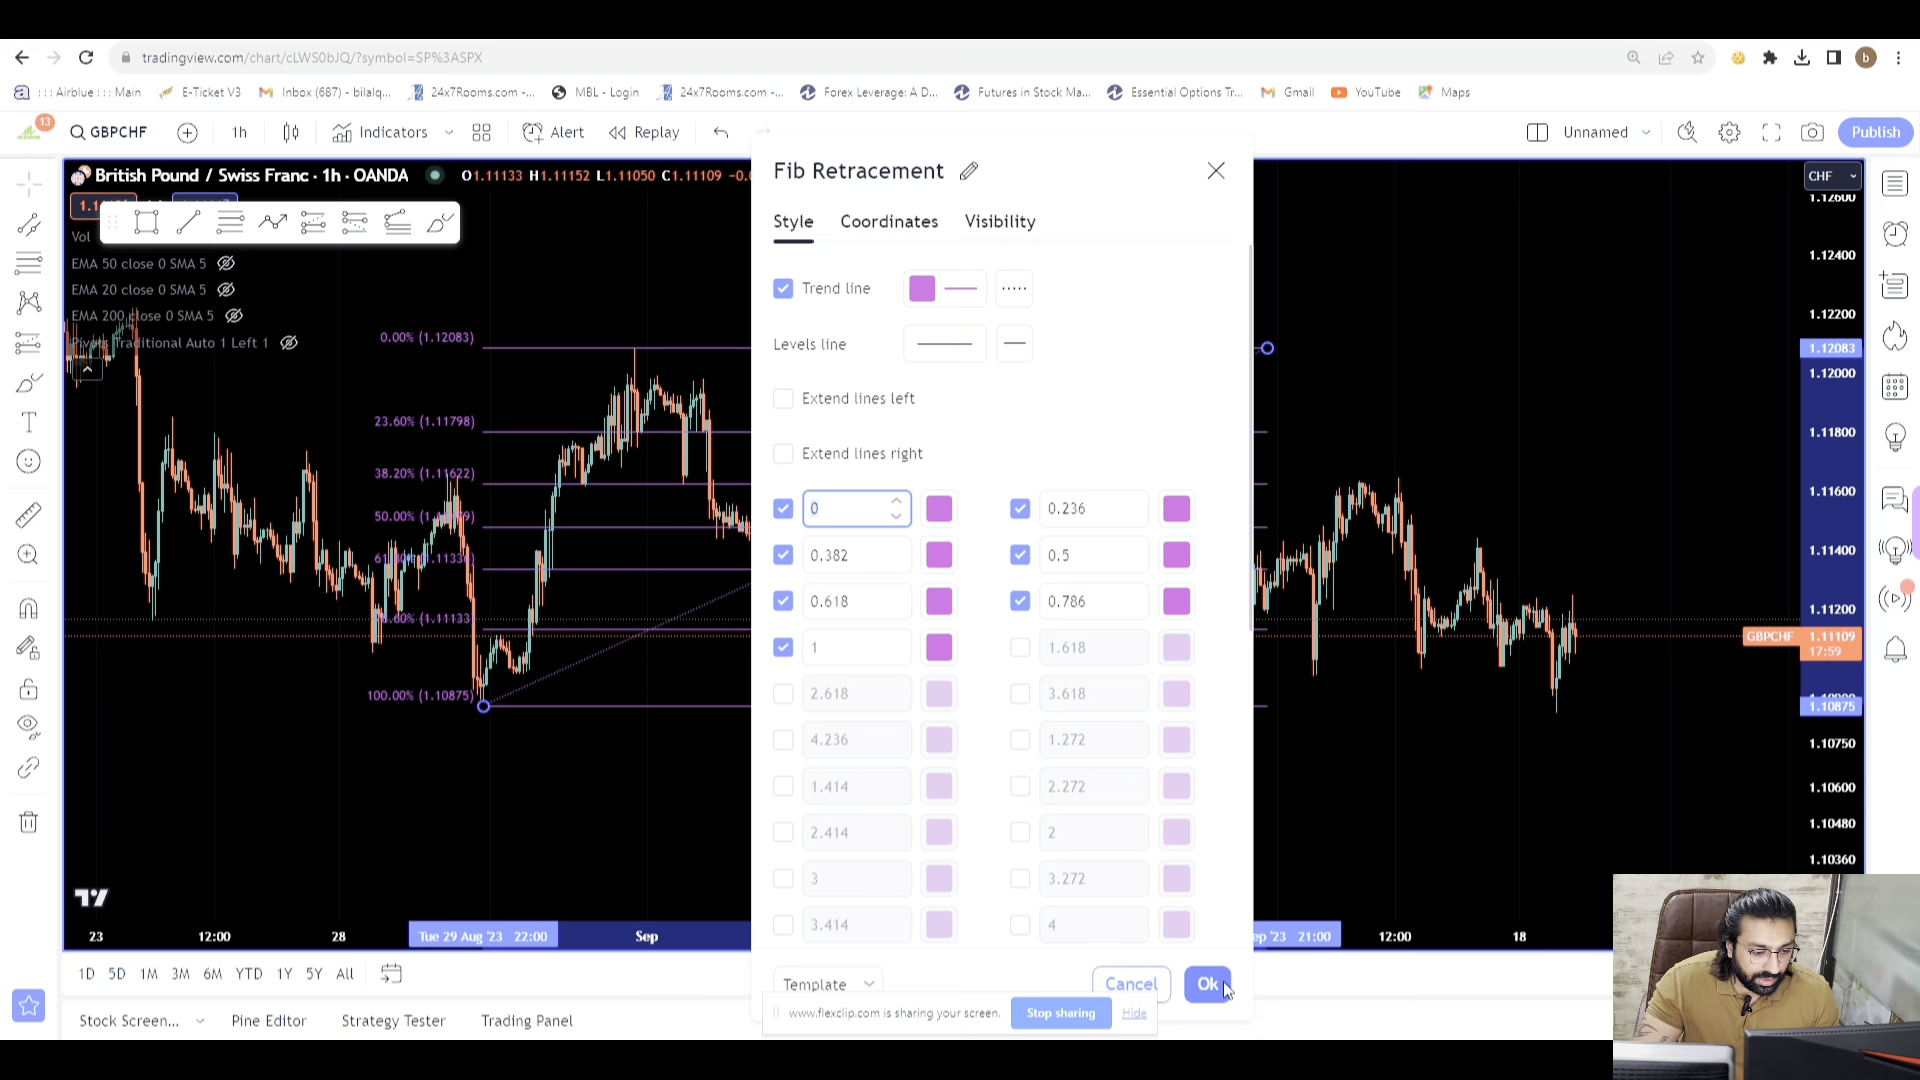 tradingview.com/chart/cLWS0bJQ/?symbol=SP%3ASPX
::: Airblue ::: Main E-Ticket V3 Inbox (687) - bilalq... 24x7Rooms.com -... MBL - Login 24x7Rooms.com -... Forex Leverage: A D... Futures in Stock Ma... Essential Options Tr... Gmail YouTube Maps
13 GBPCHF 1h Indicators Alert Replay Unnamed Publish
b
British Pound / Swiss Franc · 1h · OANDA O1.11133 H1.11152 L1.11050 C1.11109
Vol
EMA 50 close 0 SMA 5
EMA 20 close 0 SMA 5
EMA 200 close 0 SMA 5
Pivots Traditional Auto 1 Left 1
0.00% (1.12083)
23.60% (1.11798)
38.20% (1.11622)
100.00% (1.10875)
Fib Retracement
Style Coordinates Visibility
Trend line
Levels line
Extend lines left
Extend lines right
0 0.236
0.382 0.5
0.618 0.786
1 1.618
2.618 3.618
4.236 1.272
1.414 2.272
2.414 2
3 3.272
3.414 4
Template Cancel Ok
www.flexclip.com is sharing your screen. Stop sharing Hide
CHF
1.12600
1.12400
1.12200
1.12083
1.12000
1.11800
1.11600
1.11400
1.11200
GBPCHF 1.11109
17:59
1.10875
1.10750
1.10600
1.10480
1.10360
23 12:00 28 Tue 29 Aug '23 22:00 Sep ep '23 21:00 12:00 18
1D 5D 1M 3M 6M YTD 1Y 5Y All
Stock Screen... Pine Editor Strategy Tester Trading Panel